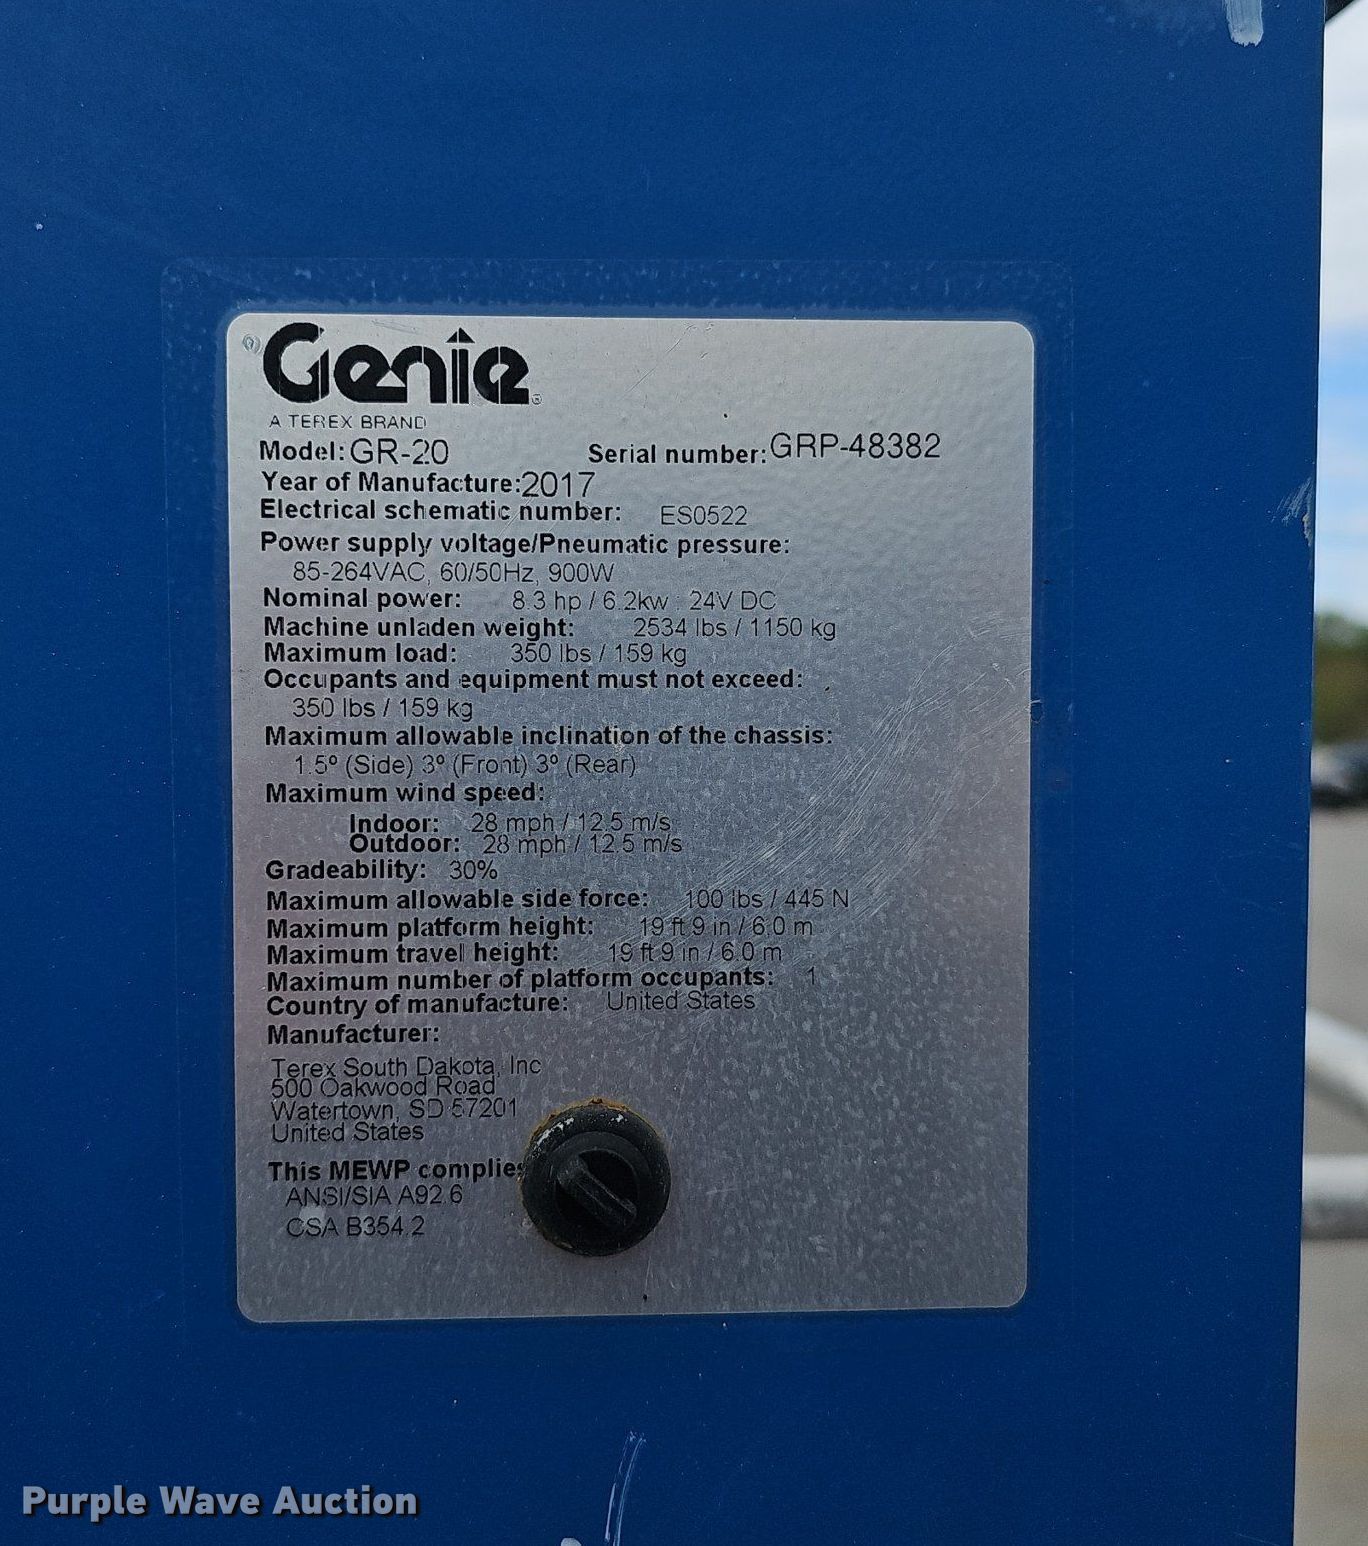 Genie
A TEREX BRAND
Model: GR-20 Serial number: GRP-48382
Year of Manufacture: 2017
Electrical schematic number: ES0522
Power supply voltage/Pneumatic pressure:
85-264VAC, 60/50Hz, 900W
Nominal power: 8.3 hp / 6.2kw : 24V DC
Machine unladen weight: 2534 lbs / 1150 kg
Maximum load: 350 lbs / 159 kg
Occupants and equipment must not exceed:
350 lbs / 159 kg
Maximum allowable inclination of the chassis:
1.5º (Side) 3º (Front) 3º (Rear)
Maximum wind speed:
Indoor: 28 mph / 12.5 m/s
Outdoor: 28 mph / 12.5 m/s
Gradeability: 30%
Maximum allowable side force: 100 lbs / 445 N
Maximum platform height: 19 ft 9 in / 6.0 m
Maximum travel height: 19 ft 9 in / 6.0 m
Maximum number of platform occupants: 1
Country of manufacture: United States
Manufacturer:
Terex South Dakota, Inc
500 Oakwood Road
Watertown, SD 57201
United States
This MEWP complies
ANSI/SIA A92.6
CSA B354.2
Purple Wave Auction